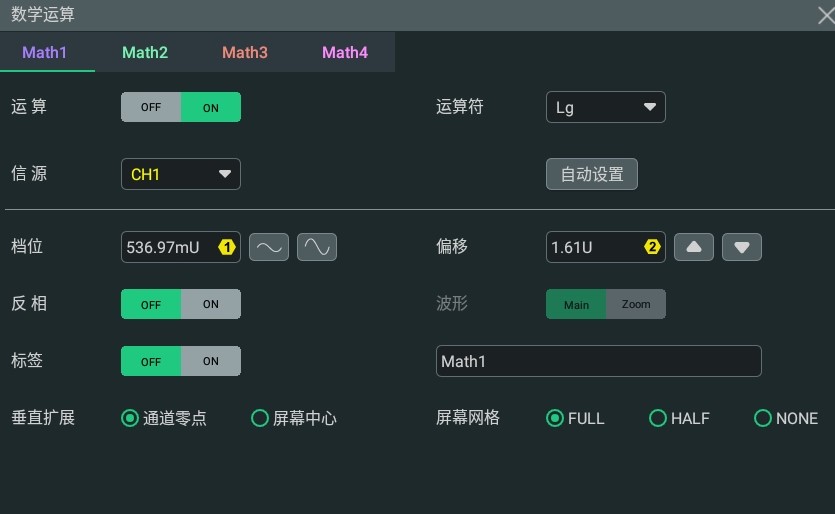 数学运算
Math1 Math2 Math3 Math4
运 算 OFF ON 运算符 Lg
信 源 CH1 自动设置
档位 536.97mU 1 偏移 1.61U 2
反 相 OFF ON 波形 Main Zoom
标签 OFF ON Math1
垂直扩展 通道零点 屏幕中心 屏幕网格 FULL HALF NONE